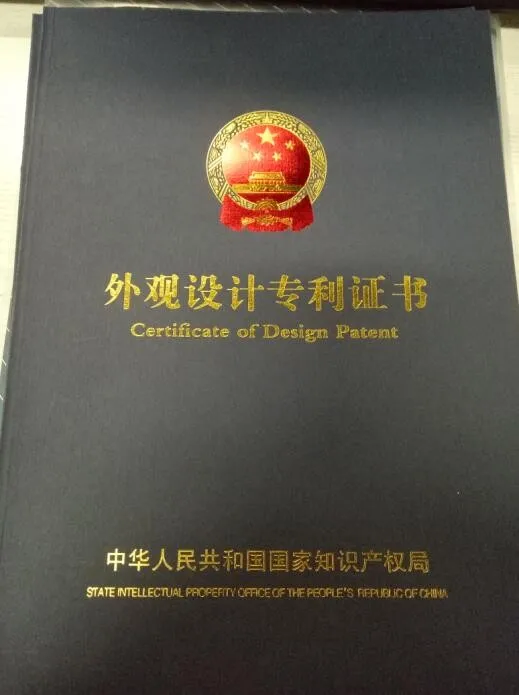 外观设计专利证书
Certificate of Design Patent
中华人民共和国国家知识产权局
STATE INTELLECTUAL PROPERTY OFFICE OF THE PEOPLE'S REPUBLIC OF CHINA